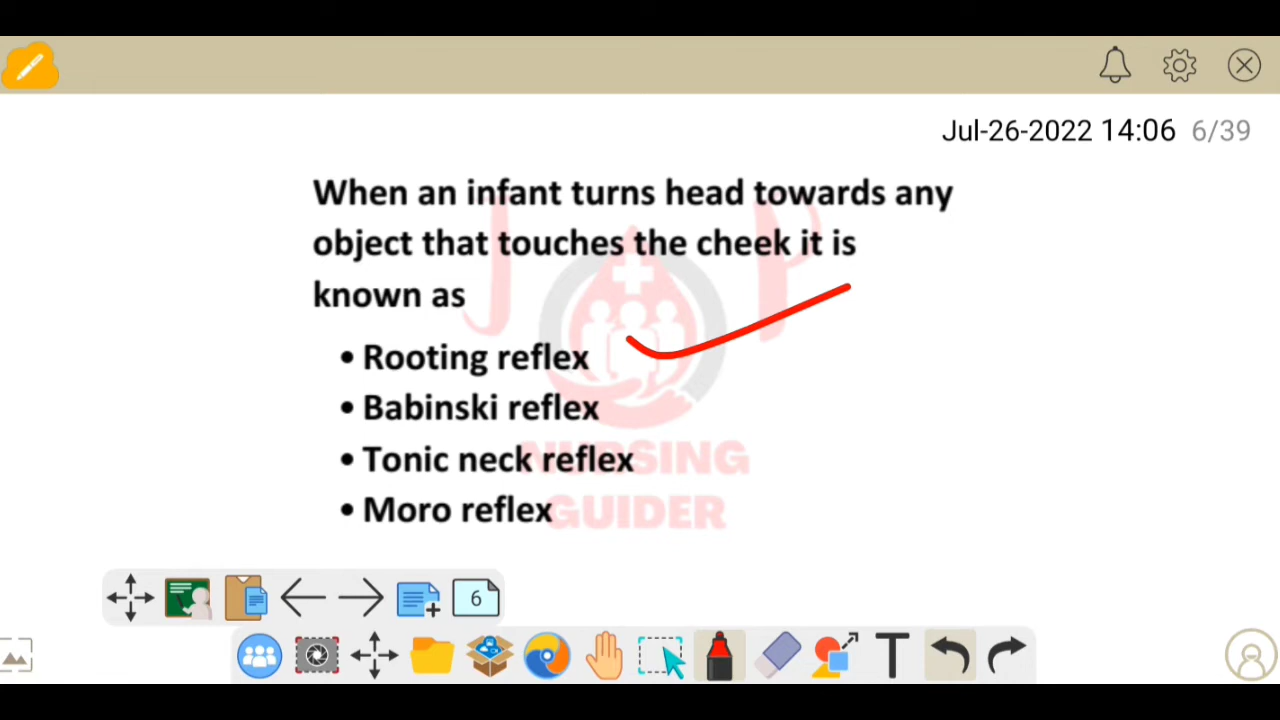 Jul-26-2022 14:06 6/39
When an infant turns head towards any
object that touches the cheek it is
known as
• Rooting reflex
• Babinski reflex
• Tonic neck reflex
• Moro reflex
J P
NURSING
GUIDER
6
T